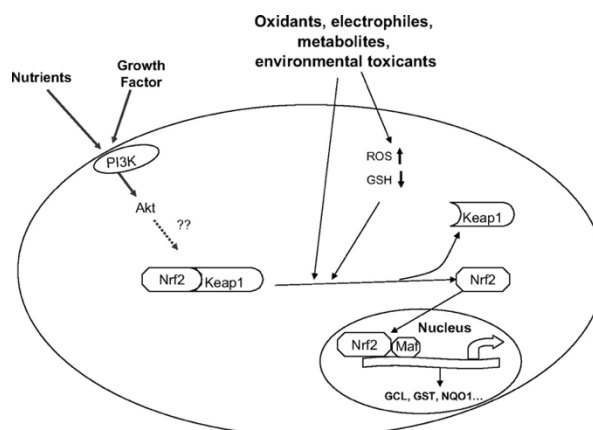 Oxidants, electrophiles,
metabolites,
environmental toxicants
Growth
Factor
Nutrients
PI3K
Akt
??
ROS
GSH
Keap1
Nrf2
Keap1
Nrf2
Nucleus
Nrf2
Maf
GCL, GST, NQO1...